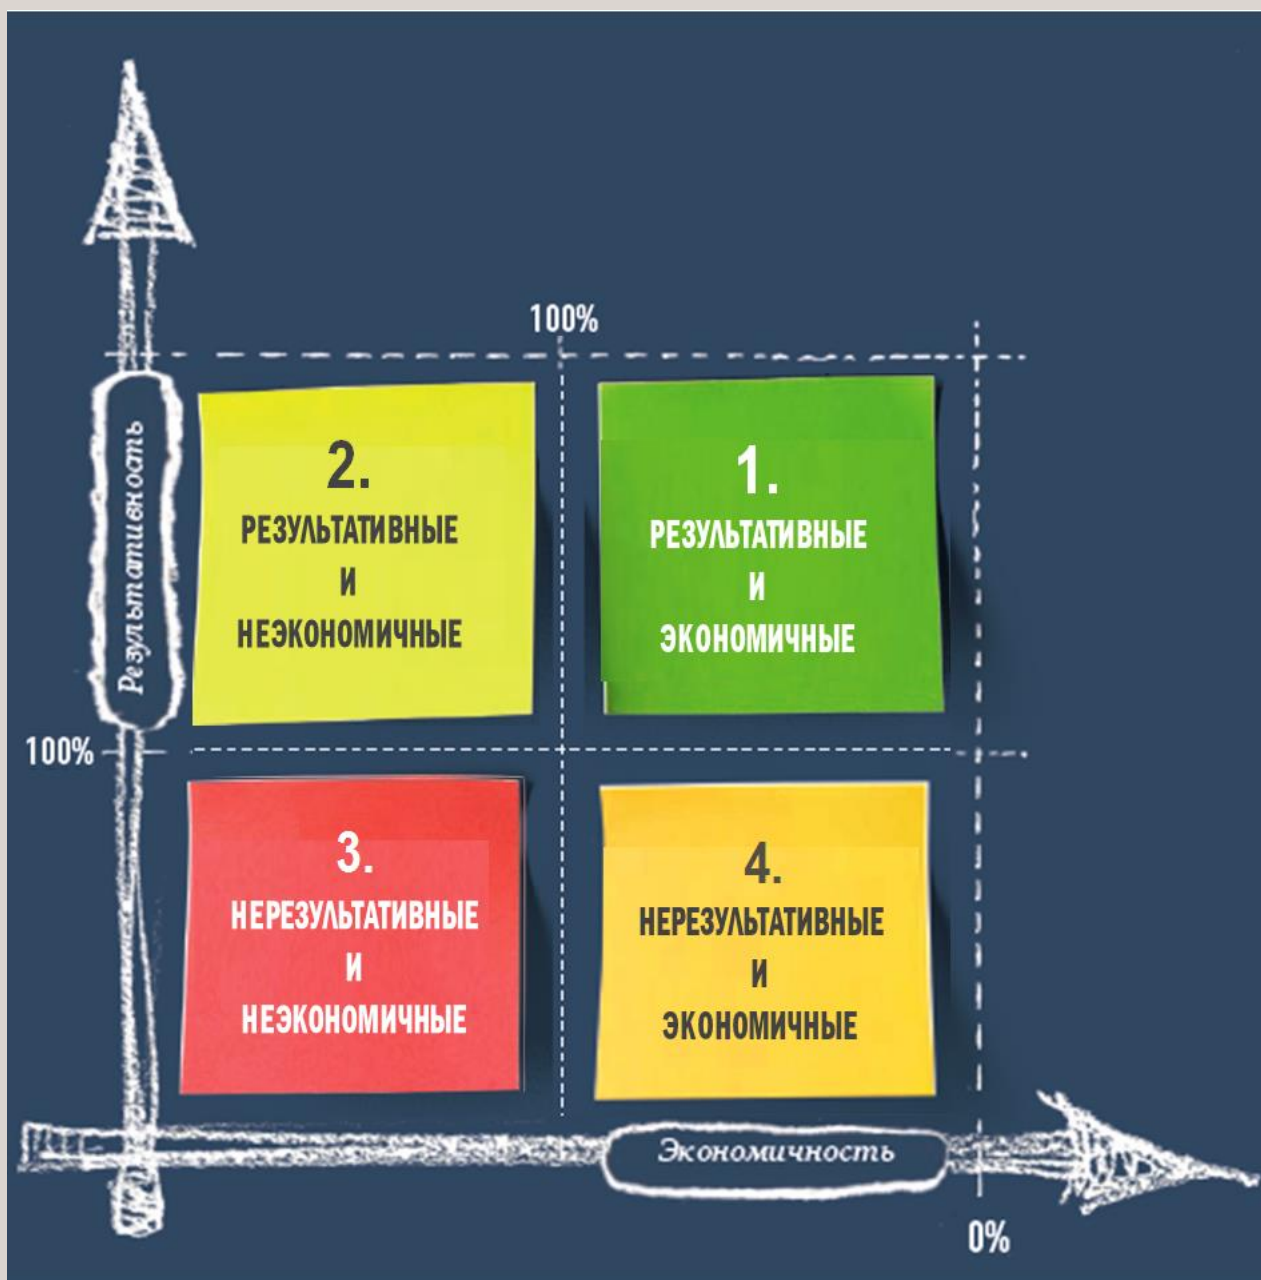 100%
Результативность
2.
РЕЗУЛЬТАТИВНЫЕ
И
НЕЭКОНОМИЧНЫЕ
1.
РЕЗУЛЬТАТИВНЫЕ
И
ЭКОНОМИЧНЫЕ
100%
3.
НЕРЕЗУЛЬТАТИВНЫЕ
И
НЕЭКОНОМИЧНЫЕ
4.
НЕРЕЗУЛЬТАТИВНЫЕ
И
ЭКОНОМИЧНЫЕ
Экономичность
0%